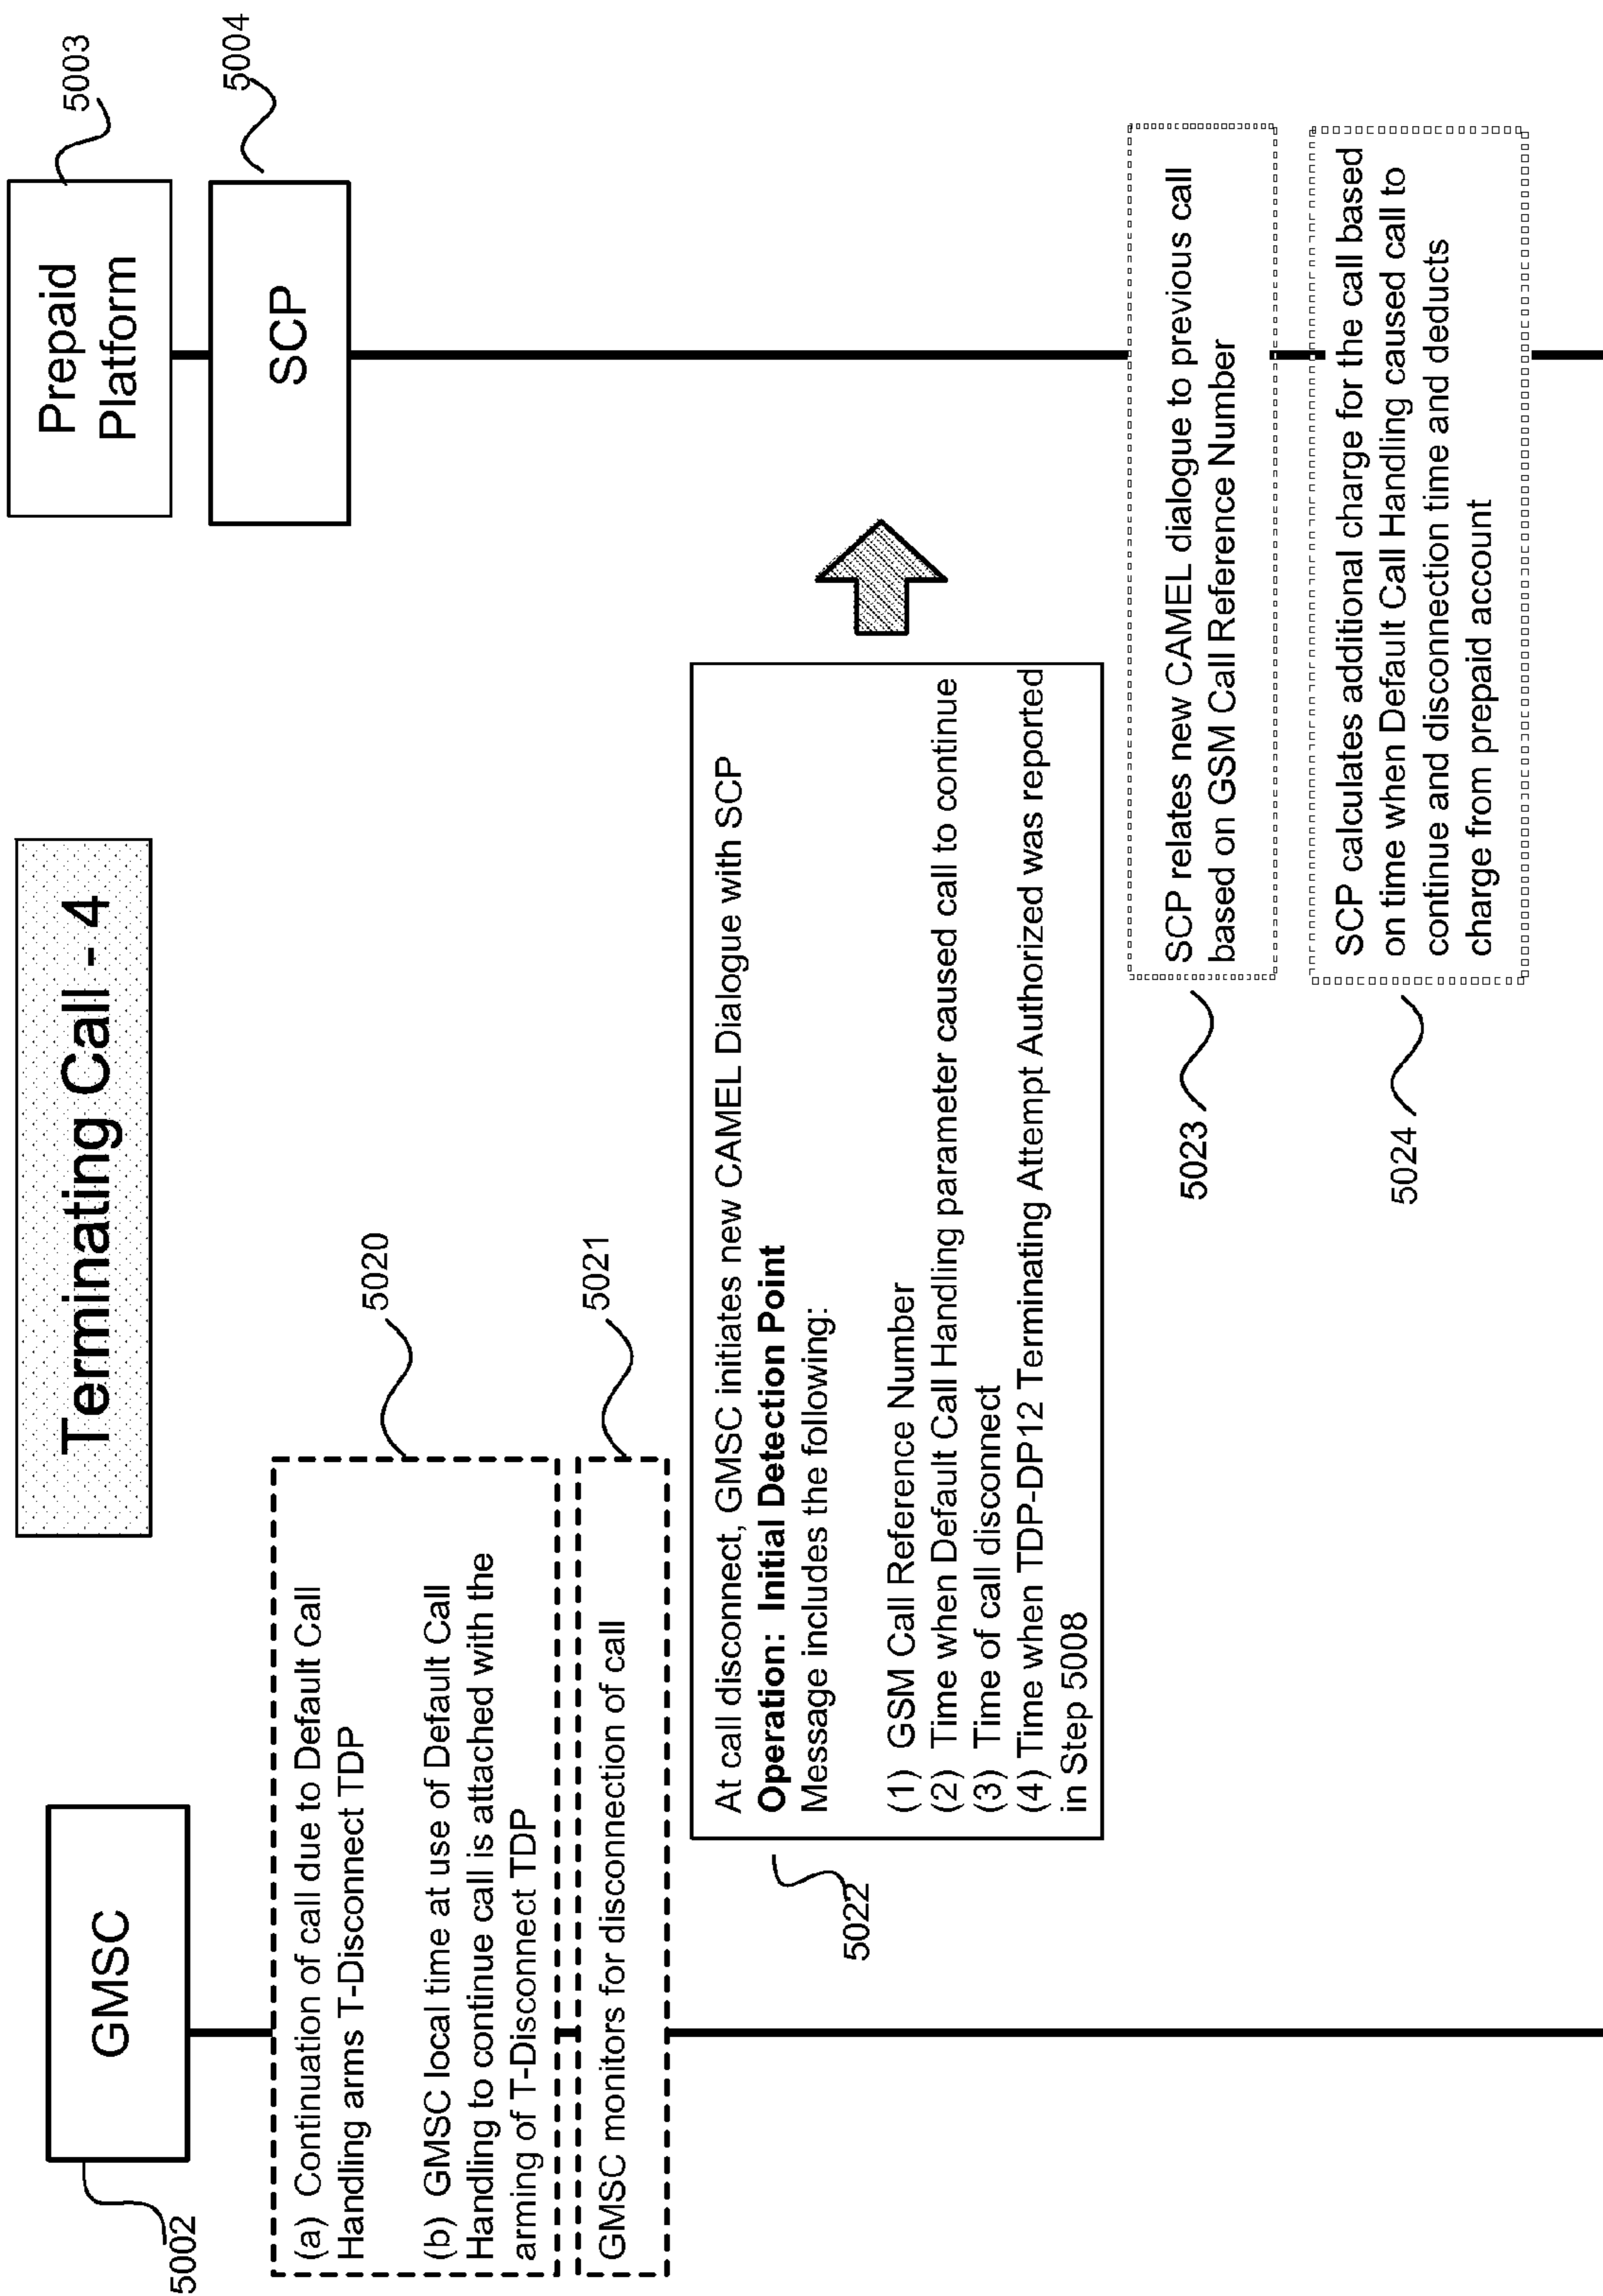 Terminating Call - 4
GMSC
5002
Prepaid
Platform
5003
SCP
5004
(a) Continuation of call due to Default Call
Handling arms T-Disconnect TDP
(b) GMSC local time at use of Default Call
Handling to continue call is attached with the
arming of T-Disconnect TDP
5020
GMSC monitors for disconnection of call
5021
At call disconnect, GMSC initiates new CAMEL Dialogue with SCP
Operation: Initial Detection Point
Message includes the following:
(1) GSM Call Reference Number
(2) Time when Default Call Handling parameter caused call to continue
(3) Time of call disconnect
(4) Time when TDP-DP12 Terminating Attempt Authorized was reported
in Step 5008
5022
SCP relates new CAMEL dialogue to previous call
based on GSM Call Reference Number
5023
SCP calculates additional charge for the call based
on time when Default Call Handling caused call to
continue and disconnection time and deducts
charge from prepaid account
5024